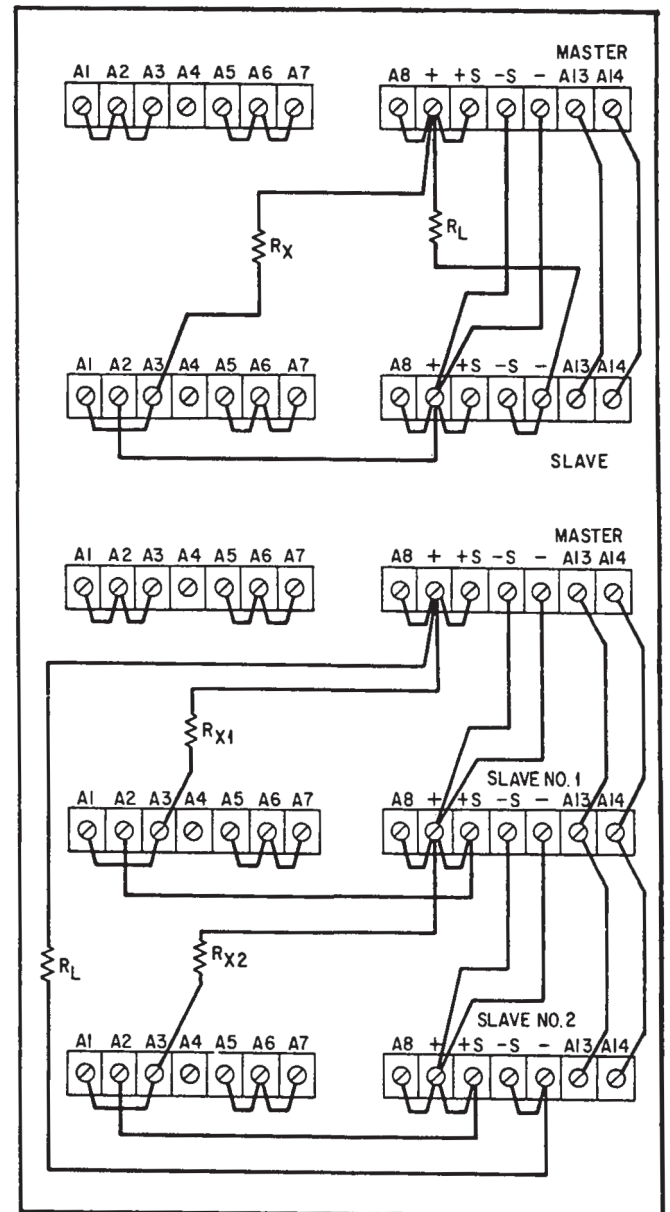 MASTER
A1 A2 A3 A4 A5 A6 A7 A8 + +S -S - A13 A14
RX
RL
A1 A2 A3 A4 A5 A6 A7 A8 + +S -S - A13 A14
SLAVE
MASTER
A1 A2 A3 A4 A5 A6 A7 A8 + +S -S - A13 A14
RX1
SLAVE NO. 1
A1 A2 A3 A4 A5 A6 A7 A8 + +S -S - A13 A14
RL
RX2
SLAVE NO. 2
A1 A2 A3 A4 A5 A6 A7 A8 + +S -S - A13 A14